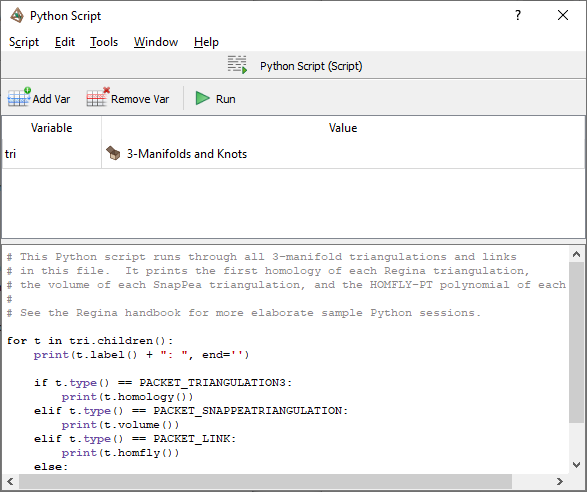 Python Script
Script Edit Tools Window Help
Python Script (Script)
Add Var Remove Var Run
Variable Value
tri 3-Manifolds and Knots
# This Python script runs through all 3-manifold triangulations and links
# in this file.  It prints the first homology of each Regina triangulation,
# the volume of each SnapPea triangulation, and the HOMFLY-PT polynomial of each
#
# See the Regina handbook for more elaborate sample Python sessions.
for t in tri.children():
    print(t.label() + ": ", end='')
    if t.type() == PACKET_TRIANGULATION3:
        print(t.homology())
    elif t.type() == PACKET_SNAPPEATRIANGULATION:
        print(t.volume())
    elif t.type() == PACKET_LINK:
        print(t.homfly())
    else: